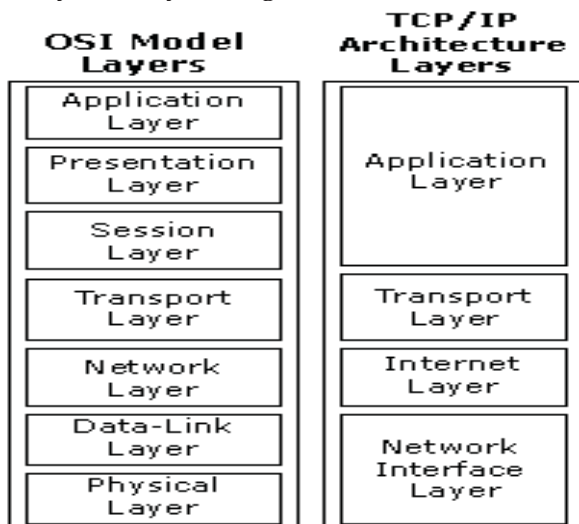 OSI Model
Layers
Application
Layer
Presentation
Layer
Session
Layer
Transport
Layer
Network
Layer
Data-Link
Layer
Physical
Layer
TCP/IP
Architecture
Layers
Application
Layer
Transport
Layer
Internet
Layer
Network
Interface
Layer